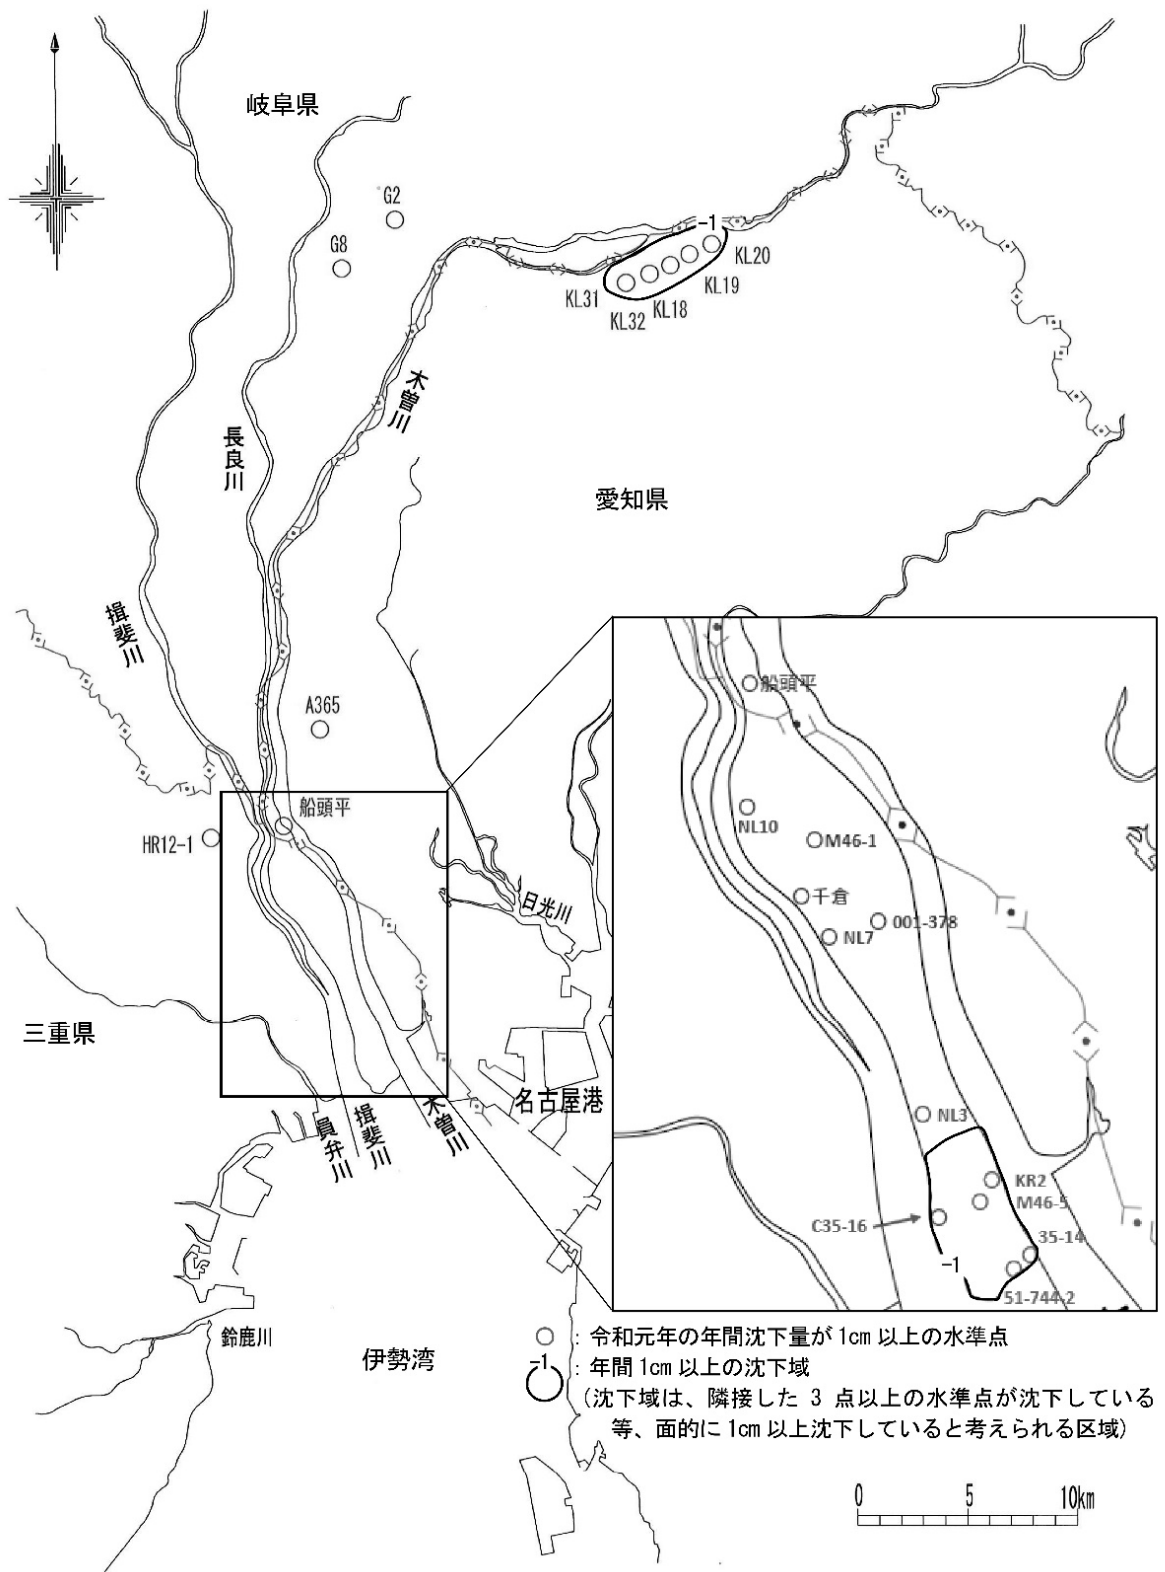 岐阜県
G2
G8
-1
KL20
KL19
KL18
KL32
KL31
木曽川
長良川
愛知県
揖斐川
A365
船頭平
HR12-1
日光川
三重県
名古屋港
員弁川
揖斐川
木曽川
鈴鹿川
伊勢湾
船頭平
NL10
M46-1
千倉
001-378
NL7
NL3
KR2
M46-5
C35-16
35-14
-1
51-744-2
：令和元年の年間沈下量が1cm以上の水準点
-1
：年間1cm以上の沈下域
（沈下域は、隣接した 3 点以上の水準点が沈下している
等、面的に1cm以上沈下していると考えられる区域）
0 5 10km